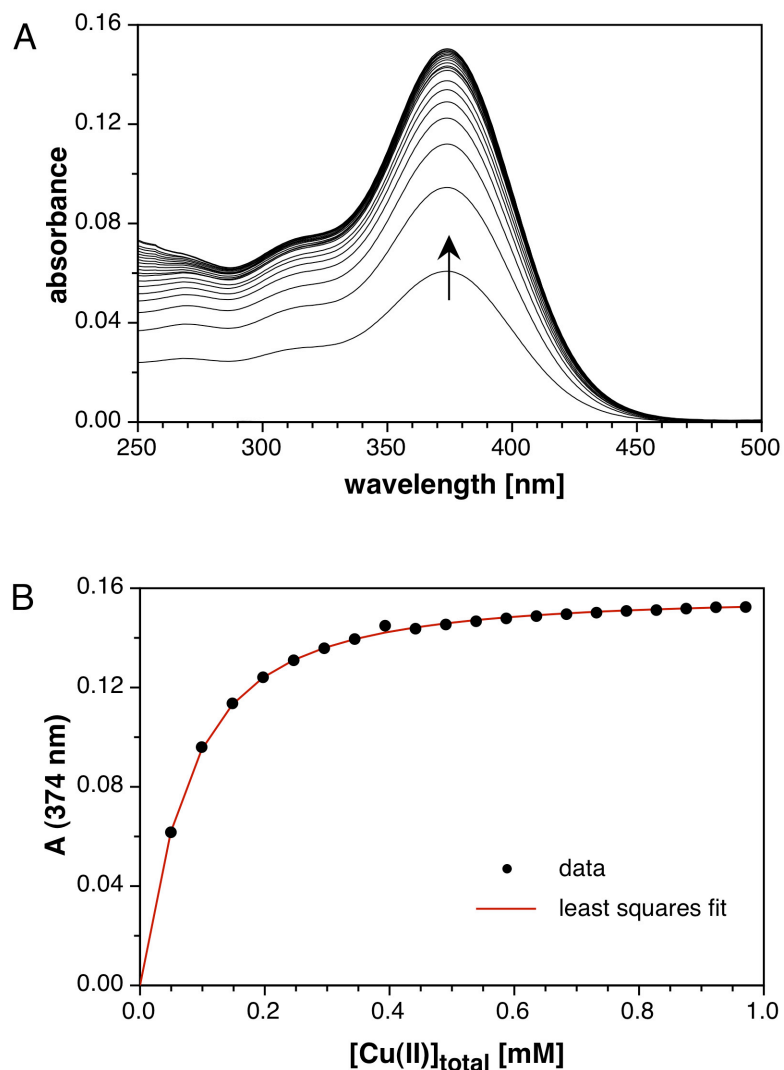 A
0.16
0.12
0.08
0.04
0.00
absorbance
250 300 350 400 450 500
wavelength [nm]
B
0.16
0.12
0.08
0.04
0.00
A (374 nm)
data
least squares fit
0.0 0.2 0.4 0.6 0.8 1.0
[Cu(II)]total [mM]